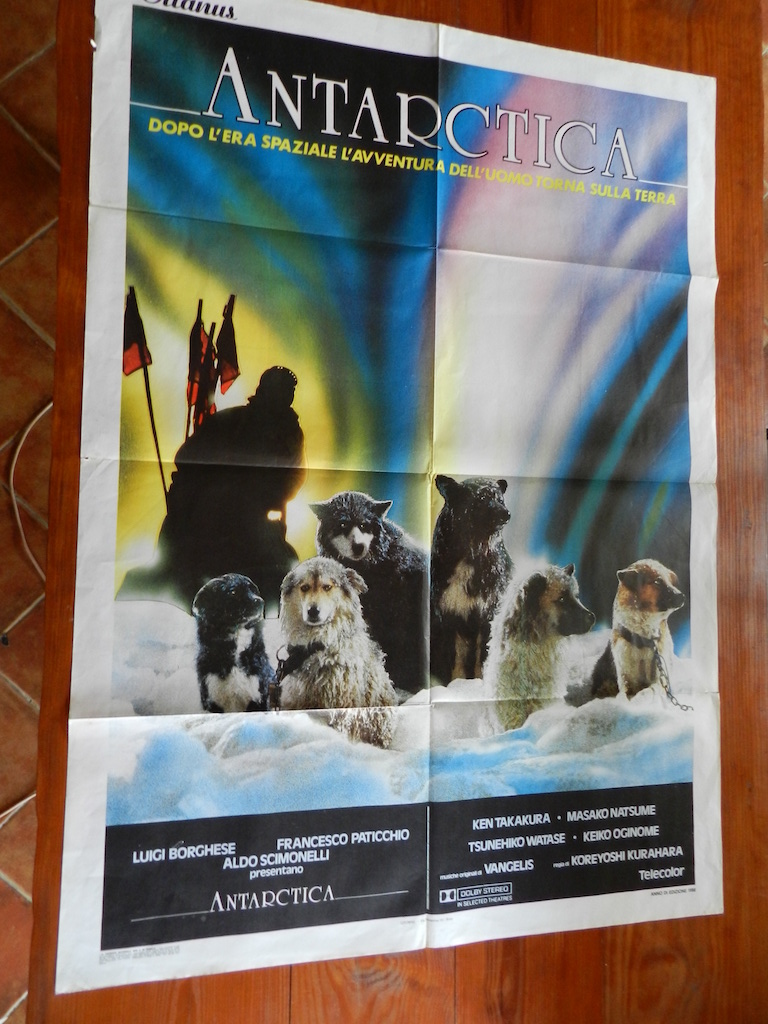 Titanus
ANTARCTICA
DOPO L'ERA SPAZIALE L'AVVENTURA DELL'UOMO TORNA SULLA TERRA
LUIGI BORGHESE FRANCESCO PATICCHIO
ALDO SCIMONELLI
presentano
ANTARCTICA
KEN TAKAKURA • MASAKO NATSUME
TSUNEHIKO WATASE • KEIKO OGINOME
musiche originali di VANGELIS regia di KOREYOSHI KURAHARA
DOLBY STEREO
IN SELECTED THEATRES
Telecolor